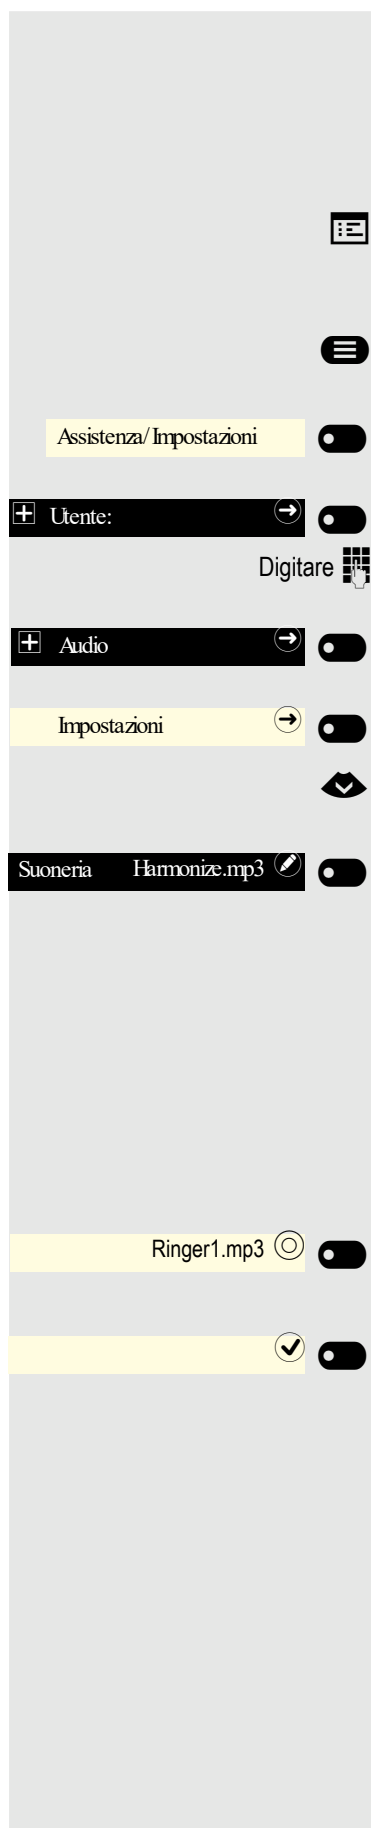 Assistenza/Impostazioni
Utente:
Digitare
Audio
Impostazioni
Suoneria Harmonize.mp3
Ringer1.mp3